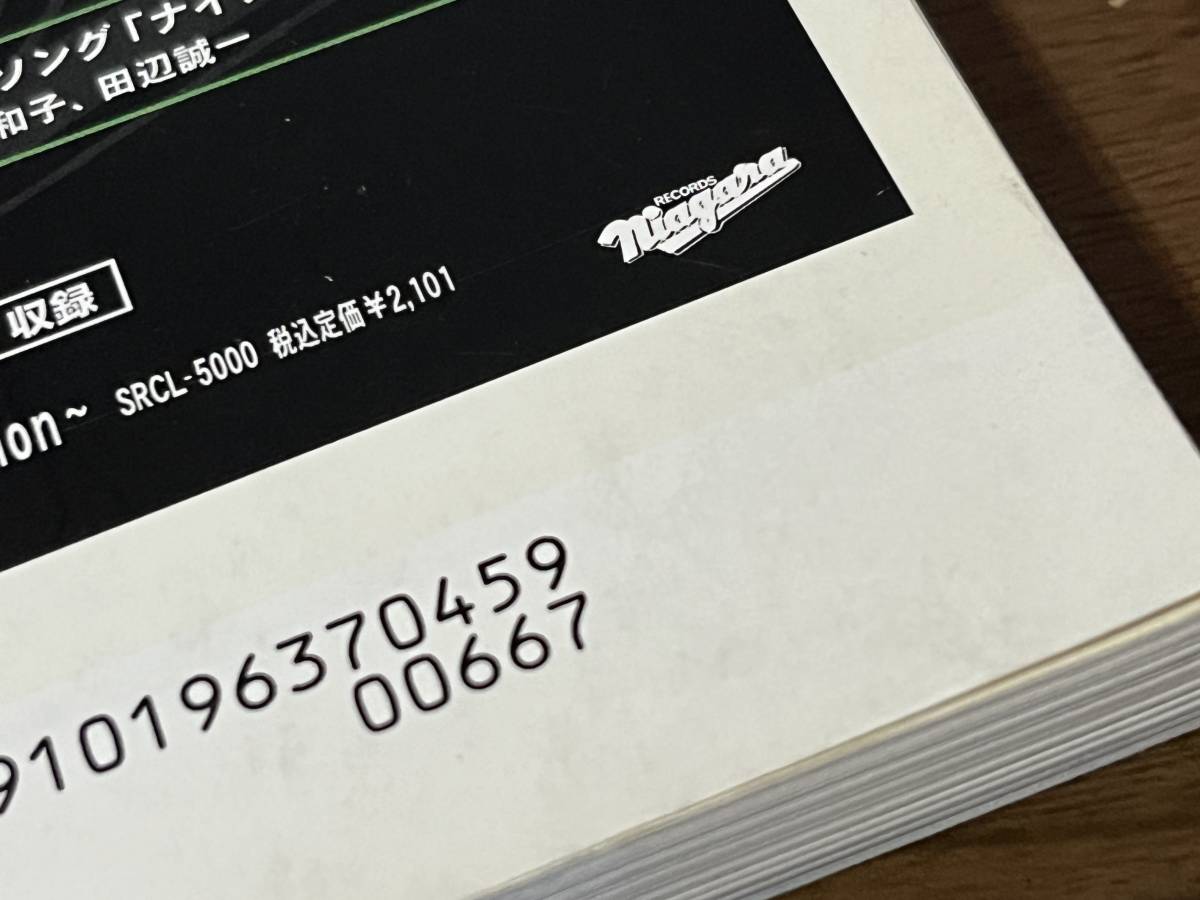 ソング「ナイ
和子、田辺誠一
RECORDS
Niagara
収録
ion~ SRCL-5000 税込定価¥2,101
910196370459
00667